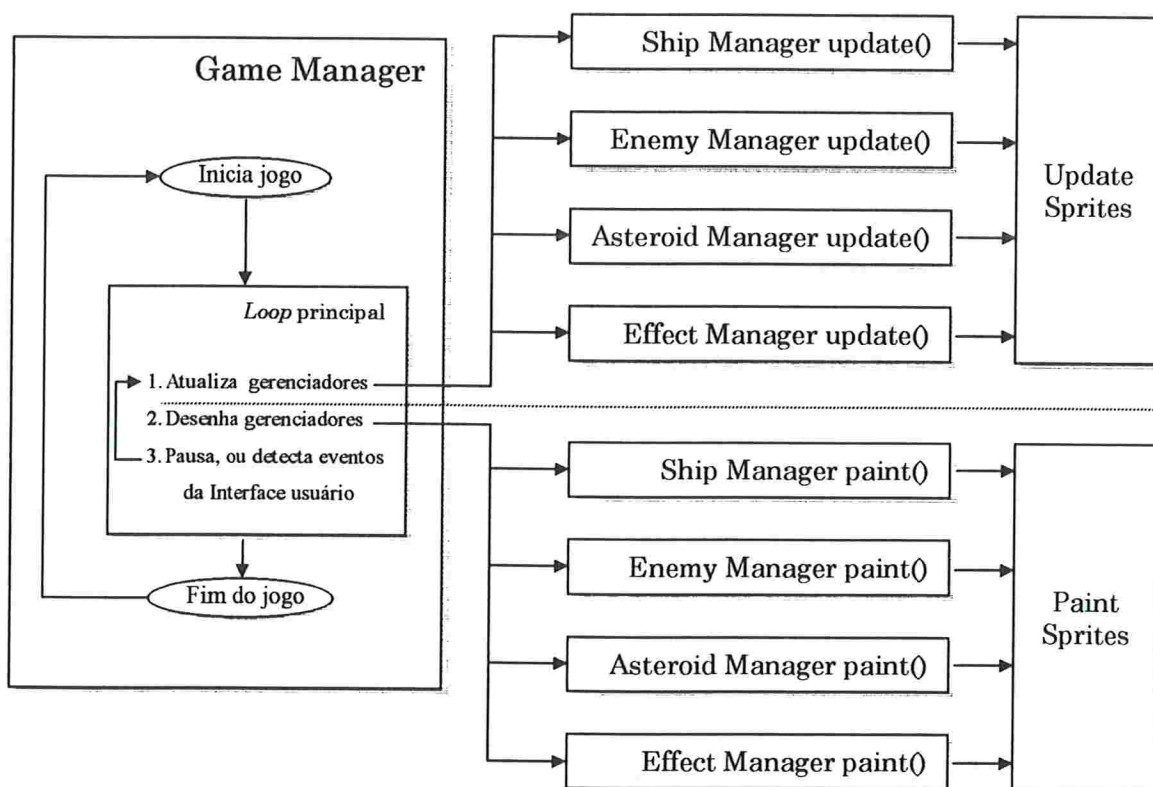 Game Manager
Inicia jogo
Loop principal
1. Atualiza gerenciadores
2. Desenha gerenciadores
3. Pausa, ou detecta eventos
da Interface usuário
Fim do jogo
Ship Manager update()
Enemy Manager update()
Asteroid Manager update()
Effect Manager update()
Update
Sprites
Ship Manager paint()
Enemy Manager paint()
Asteroid Manager paint()
Effect Manager paint()
Paint
Sprites